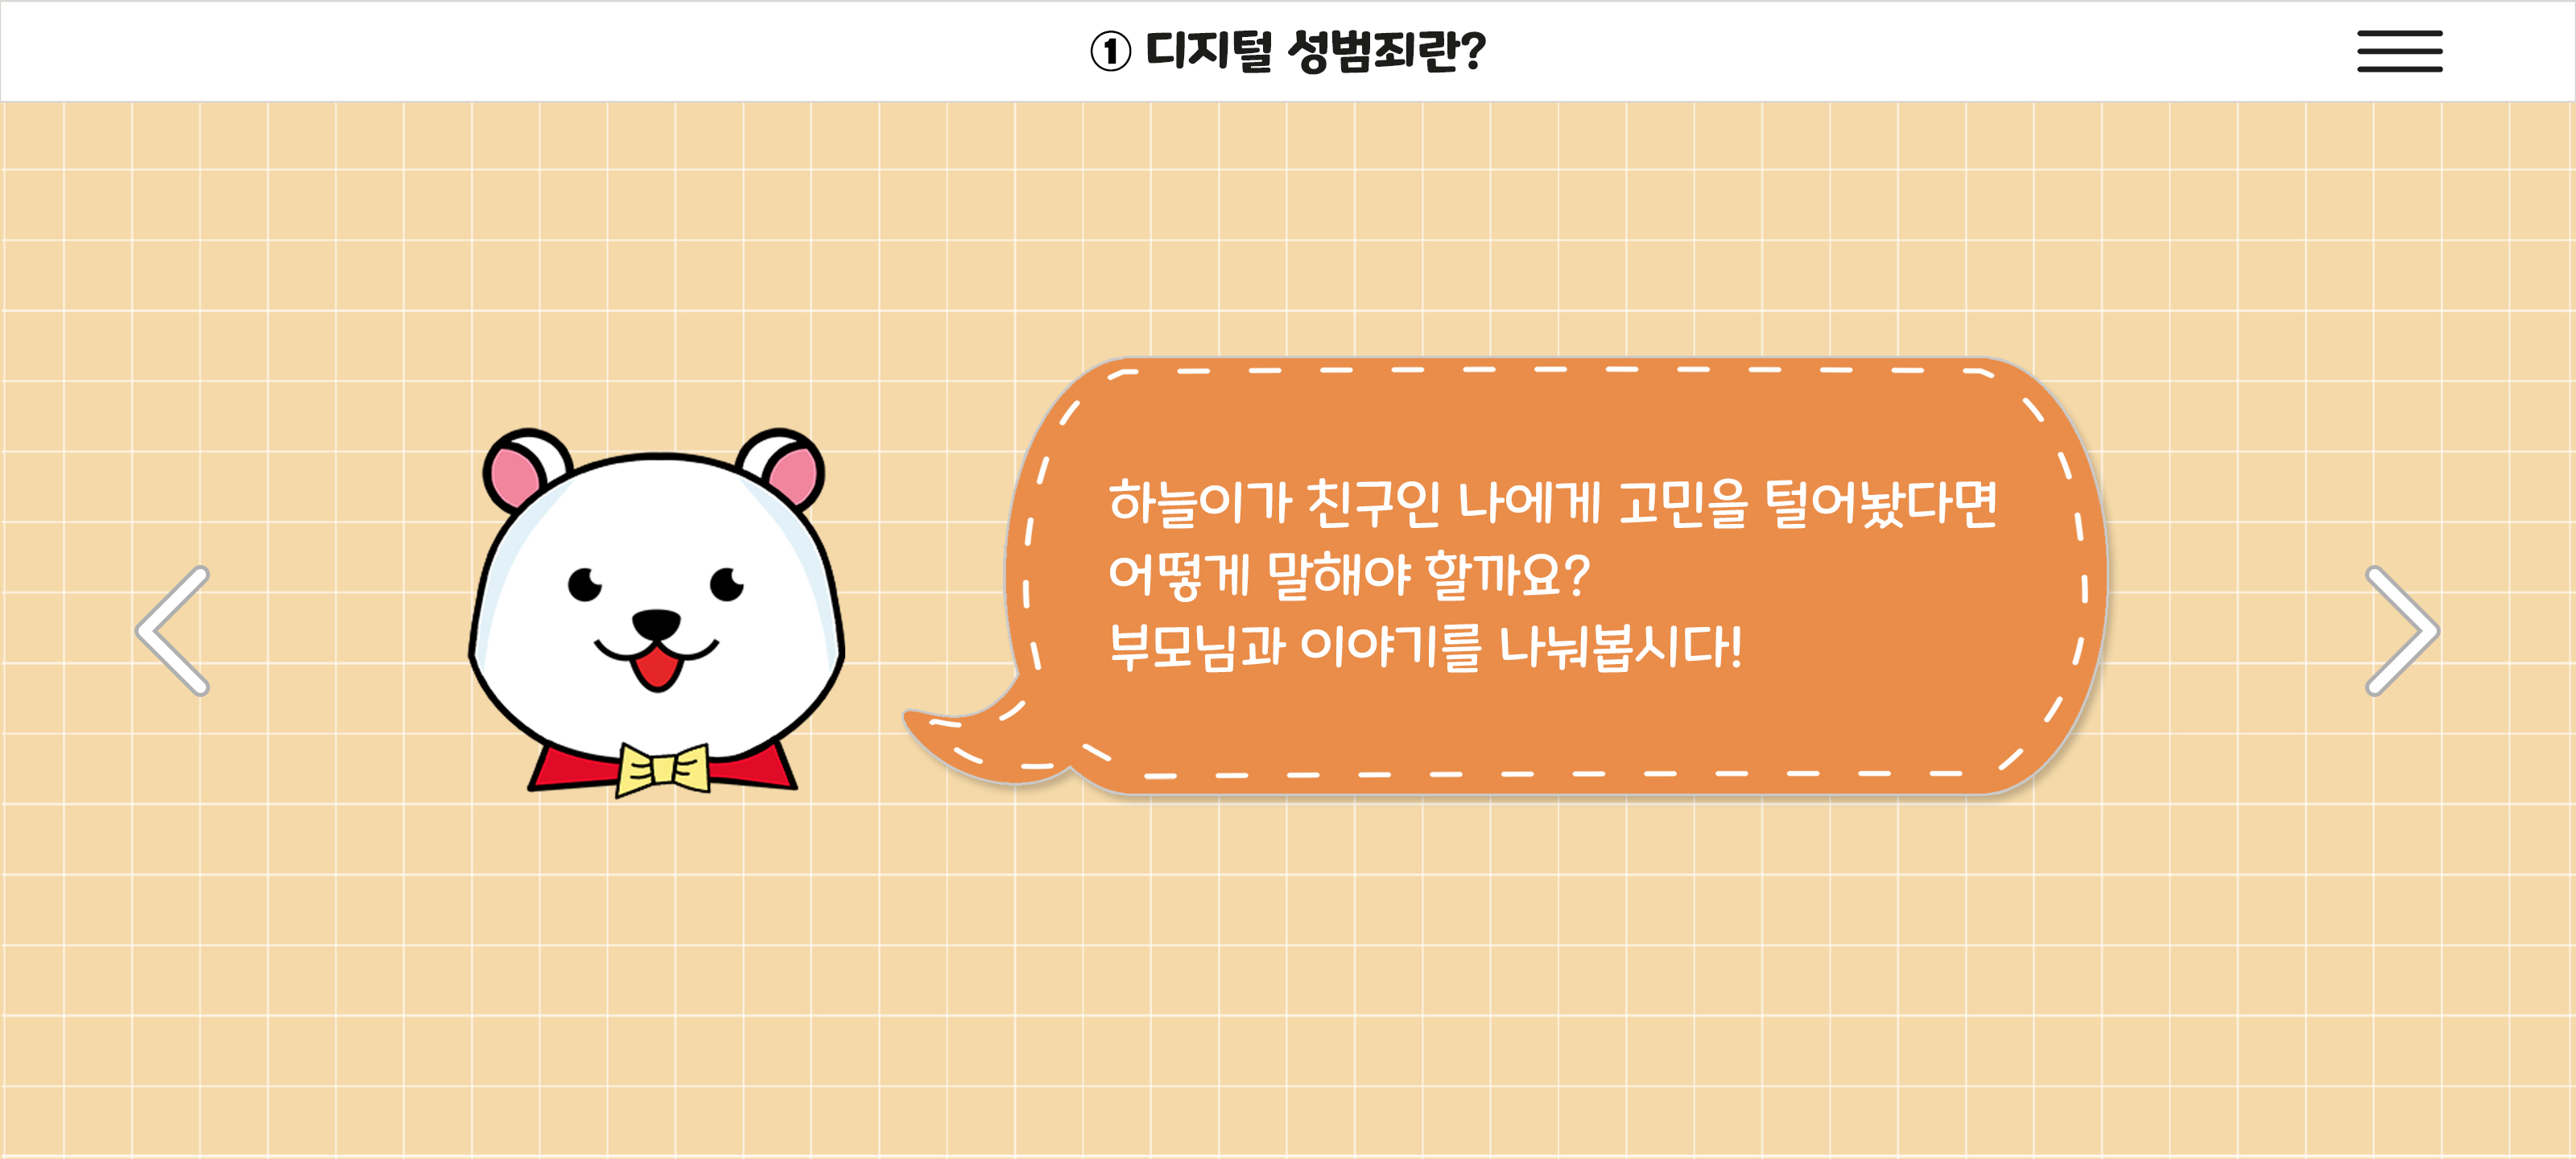 ① 디지털 성범죄란?
하늘이가 친구인 나에게 고민을 털어놨다면
어떻게 말해야 할까요?
부모님과 이야기를 나눠봅시다!